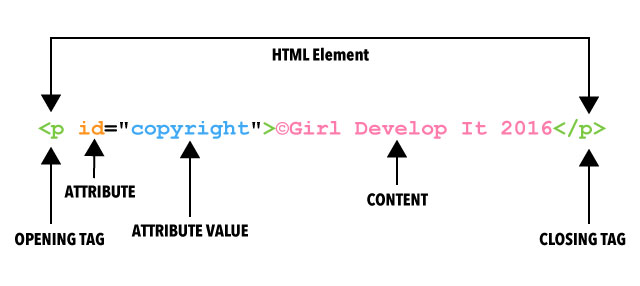 HTML Element
<p id="copyright">©Girl Develop It 2016</p>
ATTRIBUTE
CONTENT
ATTRIBUTE VALUE
OPENING TAG
CLOSING TAG